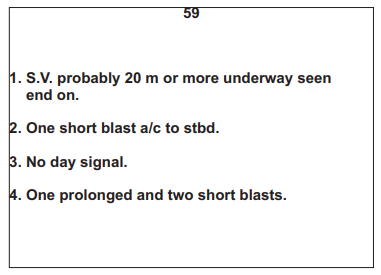 59
1. S.V. probably 20 m or more underway seen
end on.
2. One short blast a/c to stbd.
3. No day signal.
4. One prolonged and two short blasts.